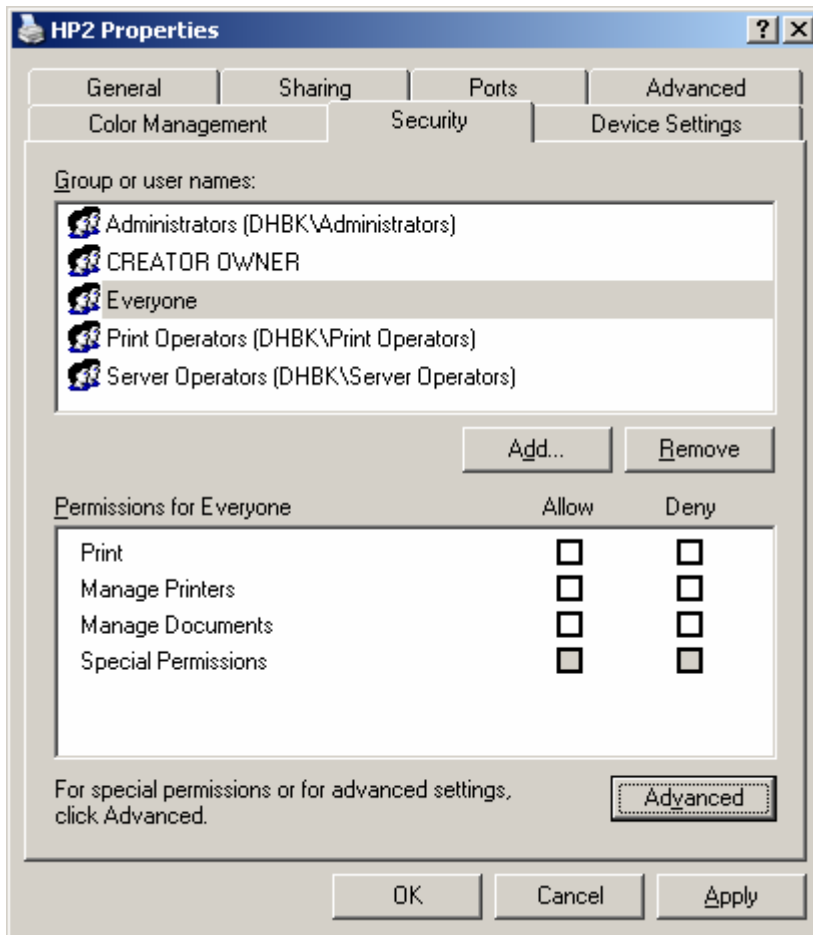 HP2 Properties
General Sharing Ports Advanced
Color Management Security Device Settings
Group or user names:
Administrators (DHBK\Administrators)
CREATOR OWNER
Everyone
Print Operators (DHBK\Print Operators)
Server Operators (DHBK\Server Operators)
Add... Remove
Permissions for Everyone Allow Deny
Print
Manage Printers
Manage Documents
Special Permissions
For special permissions or for advanced settings,
click Advanced.
Advanced
OK Cancel Apply